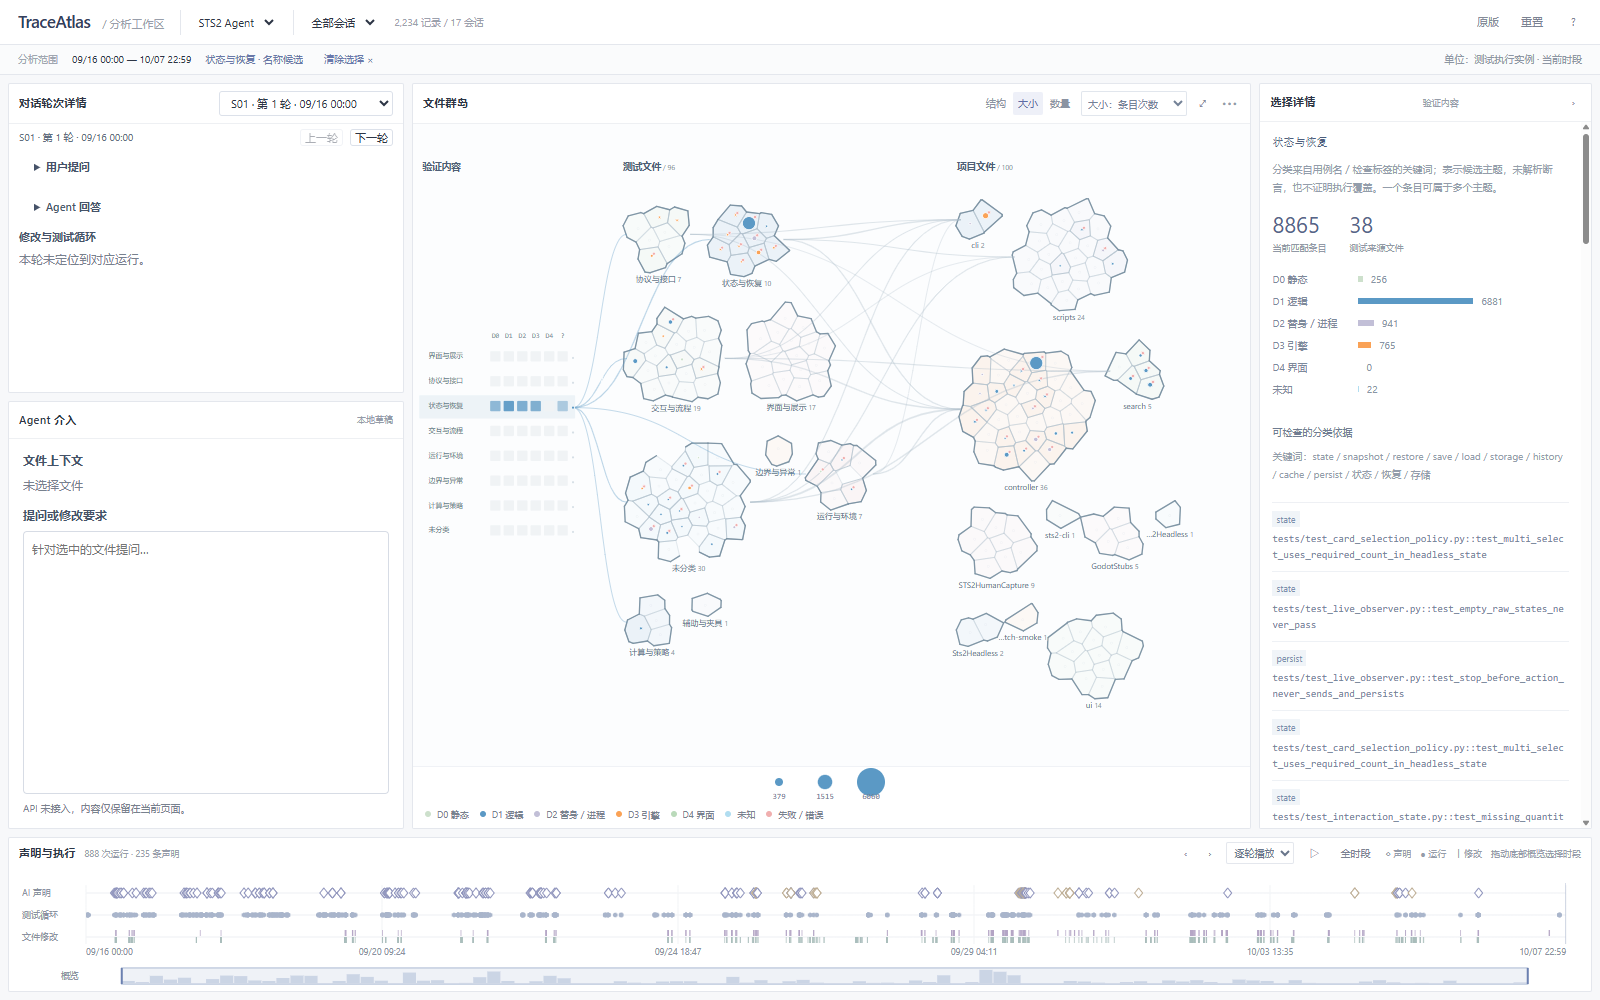 TraceAtlas / 分析工作区
STS2 Agent
全部会话
2,234 记录 / 17 会话
原版
重置
?
分析范围
09/16 00:00 — 10/07 22:59
状态与恢复 · 名称候选
清除选择 ×
单位：测试执行实例 · 当前时段
对话轮次详情
S01 · 第 1 轮 · 09/16 00:00
S01 · 第 1 轮 · 09/16 00:00
上一轮
下一轮
▶ 用户提问
▶ Agent 回答
修改与测试循环
本轮未定位到对应运行。
Agent 介入
本地草稿
文件上下文
未选择文件
提问或修改要求
针对选中的文件提问...
API 未接入，内容仅保留在当前页面。
文件群岛
结构
大小
数量
大小：条目次数
验证内容
测试文件 / 96
项目文件 / 100
D0 D1 D2 D3 D4 ?
界面与展示
协议与接口
状态与恢复
交互与流程
运行与环境
边界与异常
计算与策略
未分类
协议与接口 7
状态与恢复 10
交互与流程 19
界面与展示 17
边界与异常 1
运行与环境 7
未分类 30
计算与策略 4
辅助与夹具 1
cli 2
scripts 24
search 5
controller 36
sts2-cli 1
...2Headless 1
GodotStubs 5
STS2HumanCapture 9
...tch-smoke 1
Sts2Headless 2
ui 14
379
1515
6060
D0 静态
D1 逻辑
D2 替身 / 进程
D3 引擎
D4 界面
未知
失败 / 错误
选择详情
验证内容
状态与恢复
分类来自用例名 / 检查标签的关键词；表示候选主题，未解析断
言，也不证明执行覆盖。一个条目可属于多个主题。
8865
38
当前匹配条目
测试来源文件
D0 静态 256
D1 逻辑 6881
D2 替身 / 进程 941
D3 引擎 765
D4 界面 0
未知 22
可检查的分类依据
关键词：state / snapshot / restore / save / load / storage / history
/ cache / persist / 状态 / 恢复 / 存储
state
tests/test_card_selection_policy.py::test_multi_selec
t_uses_required_count_in_headless_state
state
tests/test_live_observer.py::test_empty_raw_states_ne
ver_pass
persist
tests/test_live_observer.py::test_stop_before_action_
never_sends_and_persists
state
tests/test_card_selection_policy.py::test_multi_selec
t_uses_required_count_in_headless_state
state
tests/test_interaction_state.py::test_missing_quantit
声明与执行
888 次运行 · 235 条声明
逐轮播放
全时段
声明
运行
修改
拖动底部概览选择时段
AI 声明
测试循环
文件修改
09/16 00:00
09/20 09:24
09/24 18:47
09/29 04:11
10/03 13:35
10/07 22:59
概览